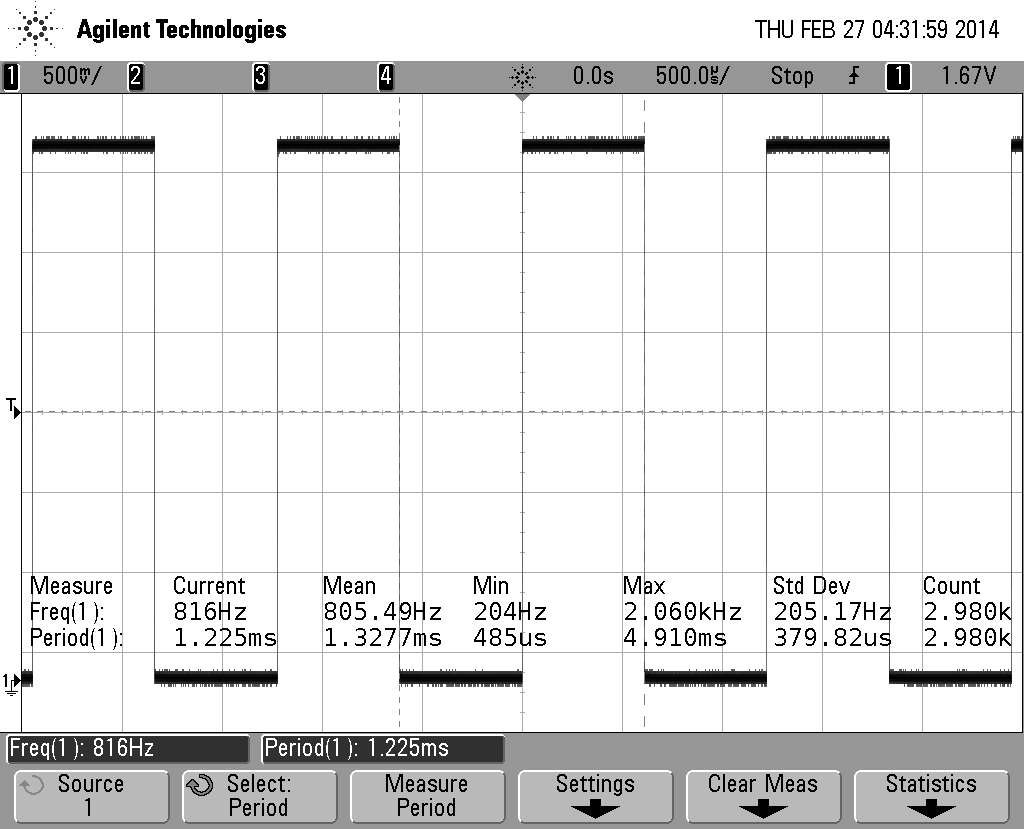 Agilent Technologies THU FEB 27 04:31:59 2014
1 500mV/ 2 3 4 0.0s 500.0us/ Stop 1 1.67V
T
Measure Current Mean Min Max Std Dev Count
Freq(1): 816Hz 805.49Hz 204Hz 2.060kHz 205.17Hz 2.980k
Period(1): 1.225ms 1.3277ms 485us 4.910ms 379.82us 2.980k
1
Freq(1): 816Hz Period(1): 1.225ms
Source Select: Measure Settings Clear Meas Statistics
1 Period Period